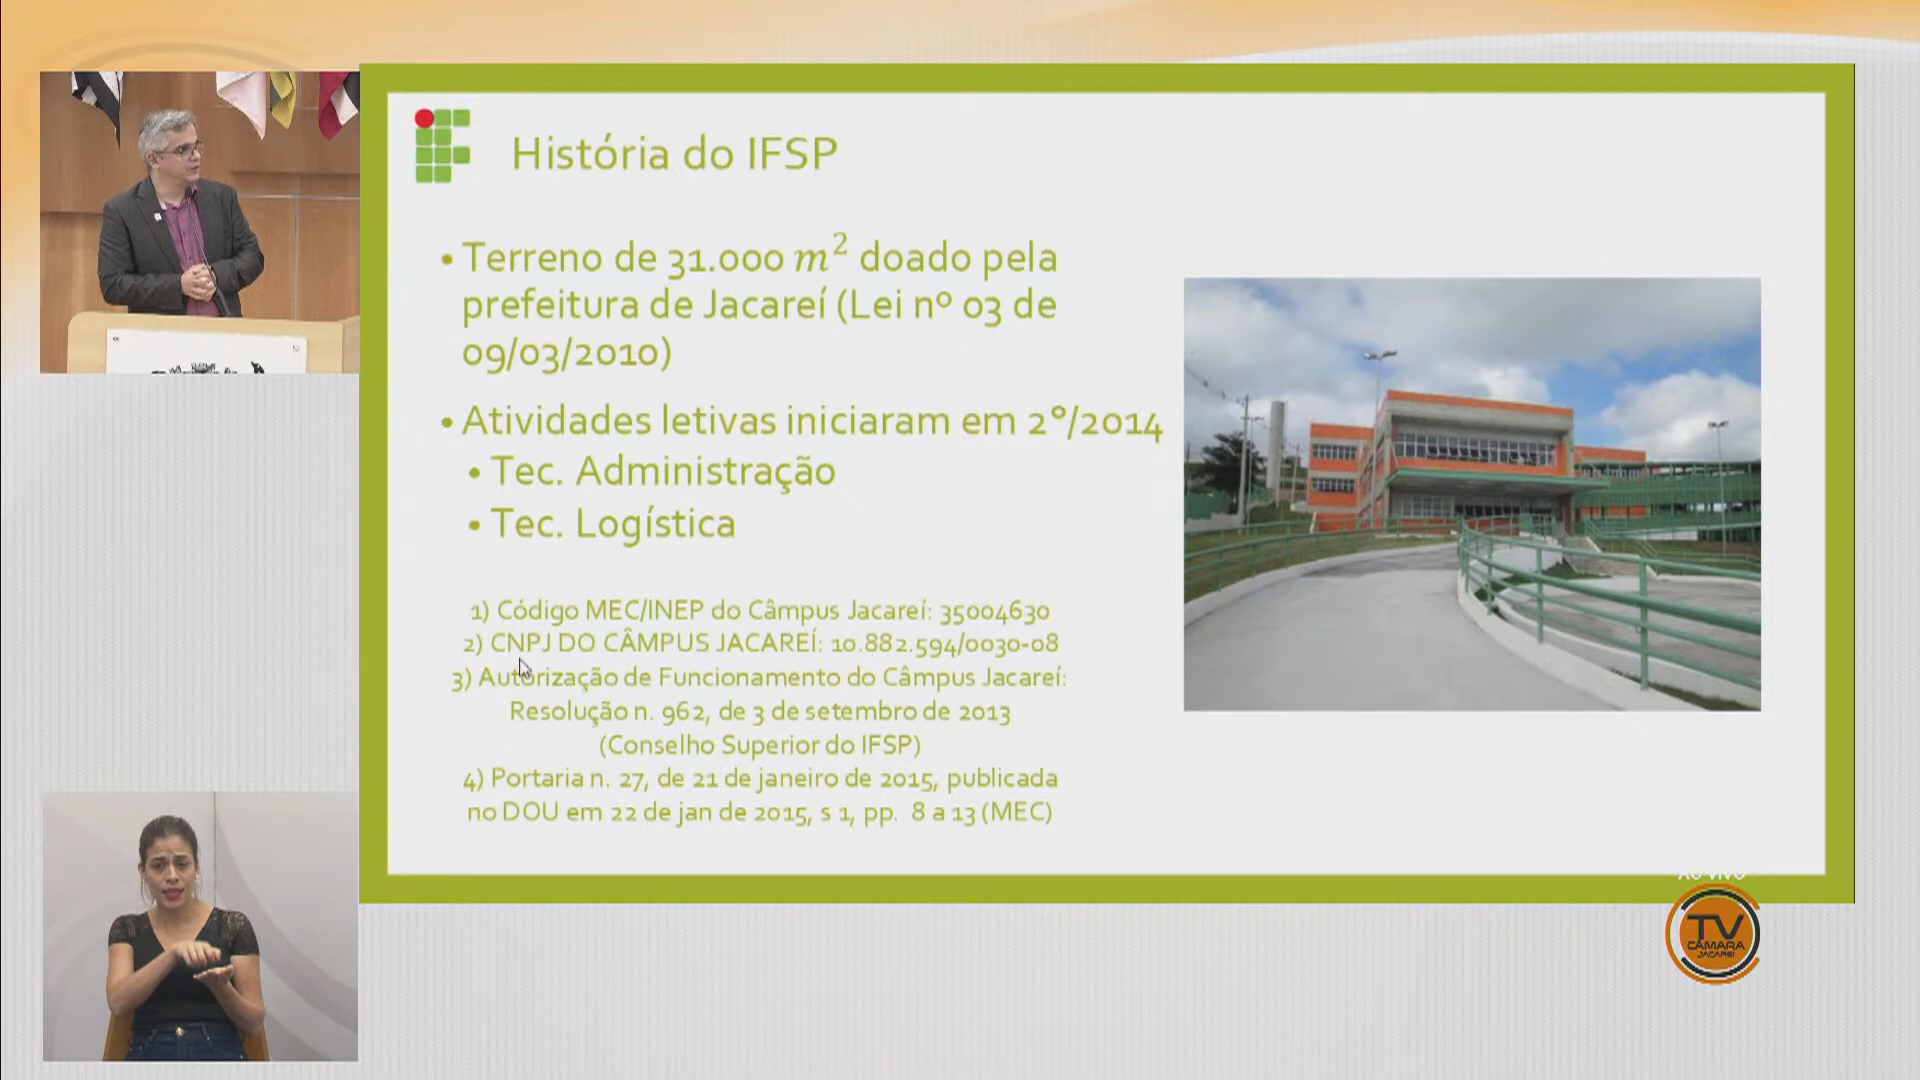 História do IFSP
• Terreno de 31.000 m² doado pela
prefeitura de Jacareí (Lei nº 03 de
09/03/2010)
• Atividades letivas iniciaram em 2°/2014
• Tec. Administração
• Tec. Logística
1) Código MEC/INEP do Câmpus Jacareí: 35004630
2) CNPJ DO CÂMPUS JACAREÍ: 10.882.594/0030-08
3) Autorização de Funcionamento do Câmpus Jacareí:
Resolução n. 962, de 3 de setembro de 2013
(Conselho Superior do IFSP)
4) Portaria n. 27, de 21 de janeiro de 2015, publicada
no DOU em 22 de jan de 2015, s 1, pp. 8 a 13 (MEC)
AO VIVO
TV
CÂMARA
JACAREÍ